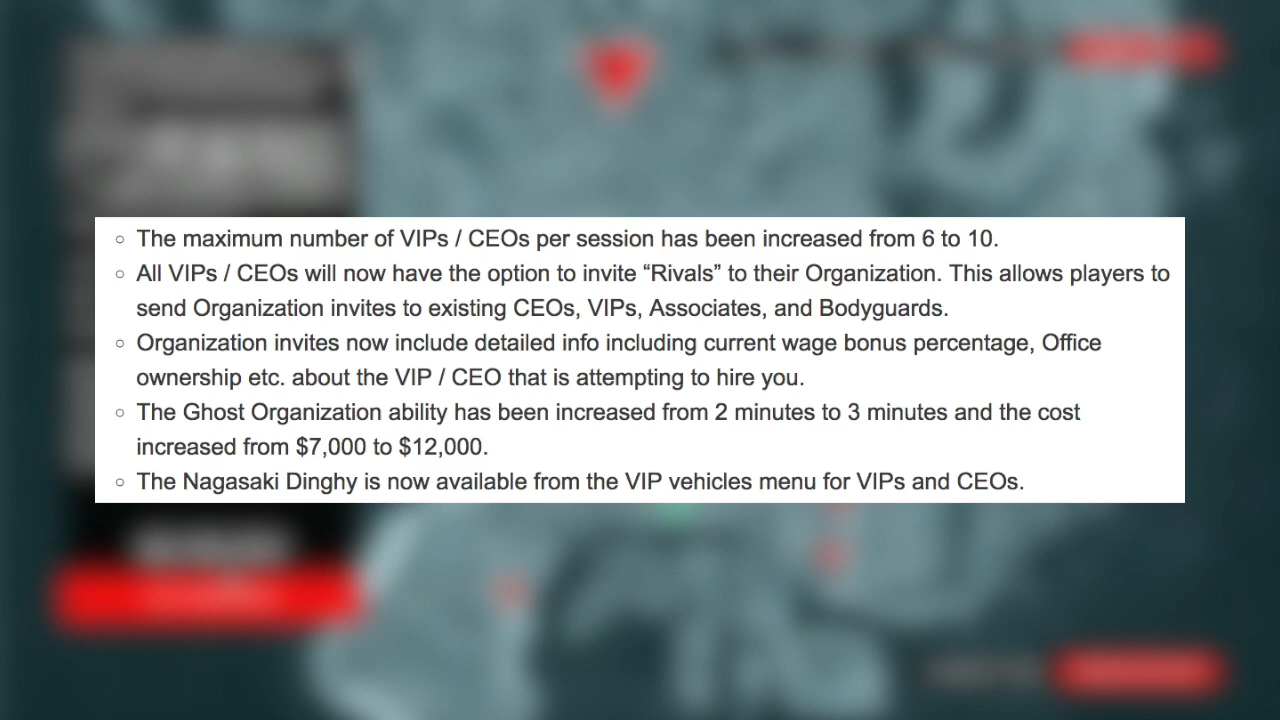 The maximum number of VIPs / CEOs per session has been increased from 6 to 10.
All VIPs / CEOs will now have the option to invite “Rivals” to their Organization. This allows players to
send Organization invites to existing CEOs, VIPs, Associates, and Bodyguards.
Organization invites now include detailed info including current wage bonus percentage, Office
ownership etc. about the VIP / CEO that is attempting to hire you.
The Ghost Organization ability has been increased from 2 minutes to 3 minutes and the cost
increased from $7,000 to $12,000.
The Nagasaki Dinghy is now available from the VIP vehicles menu for VIPs and CEOs.